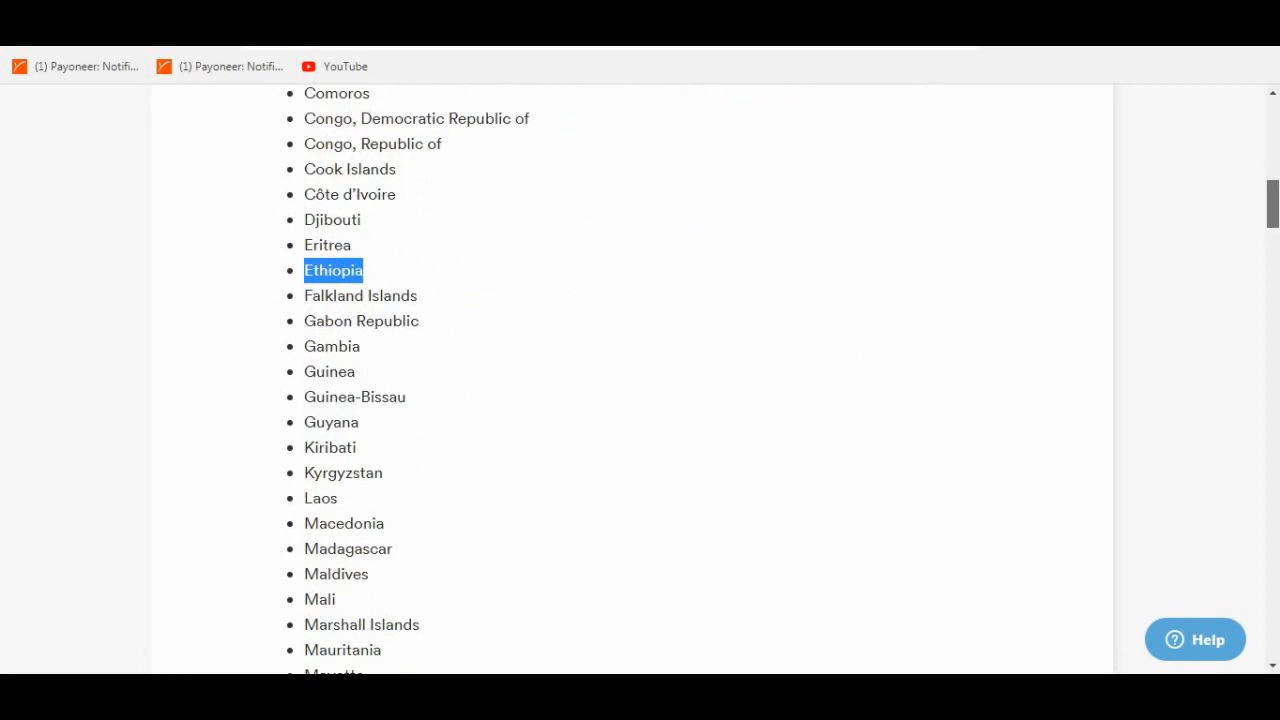 (1) Payoneer: Notifi... (1) Payoneer: Notifi... YouTube
Comoros
Congo, Democratic Republic of
Congo, Republic of
Cook Islands
Côte d'Ivoire
Djibouti
Eritrea
Ethiopia
Falkland Islands
Gabon Republic
Gambia
Guinea
Guinea-Bissau
Guyana
Kiribati
Kyrgyzstan
Laos
Macedonia
Madagascar
Maldives
Mali
Marshall Islands
Mauritania
Help